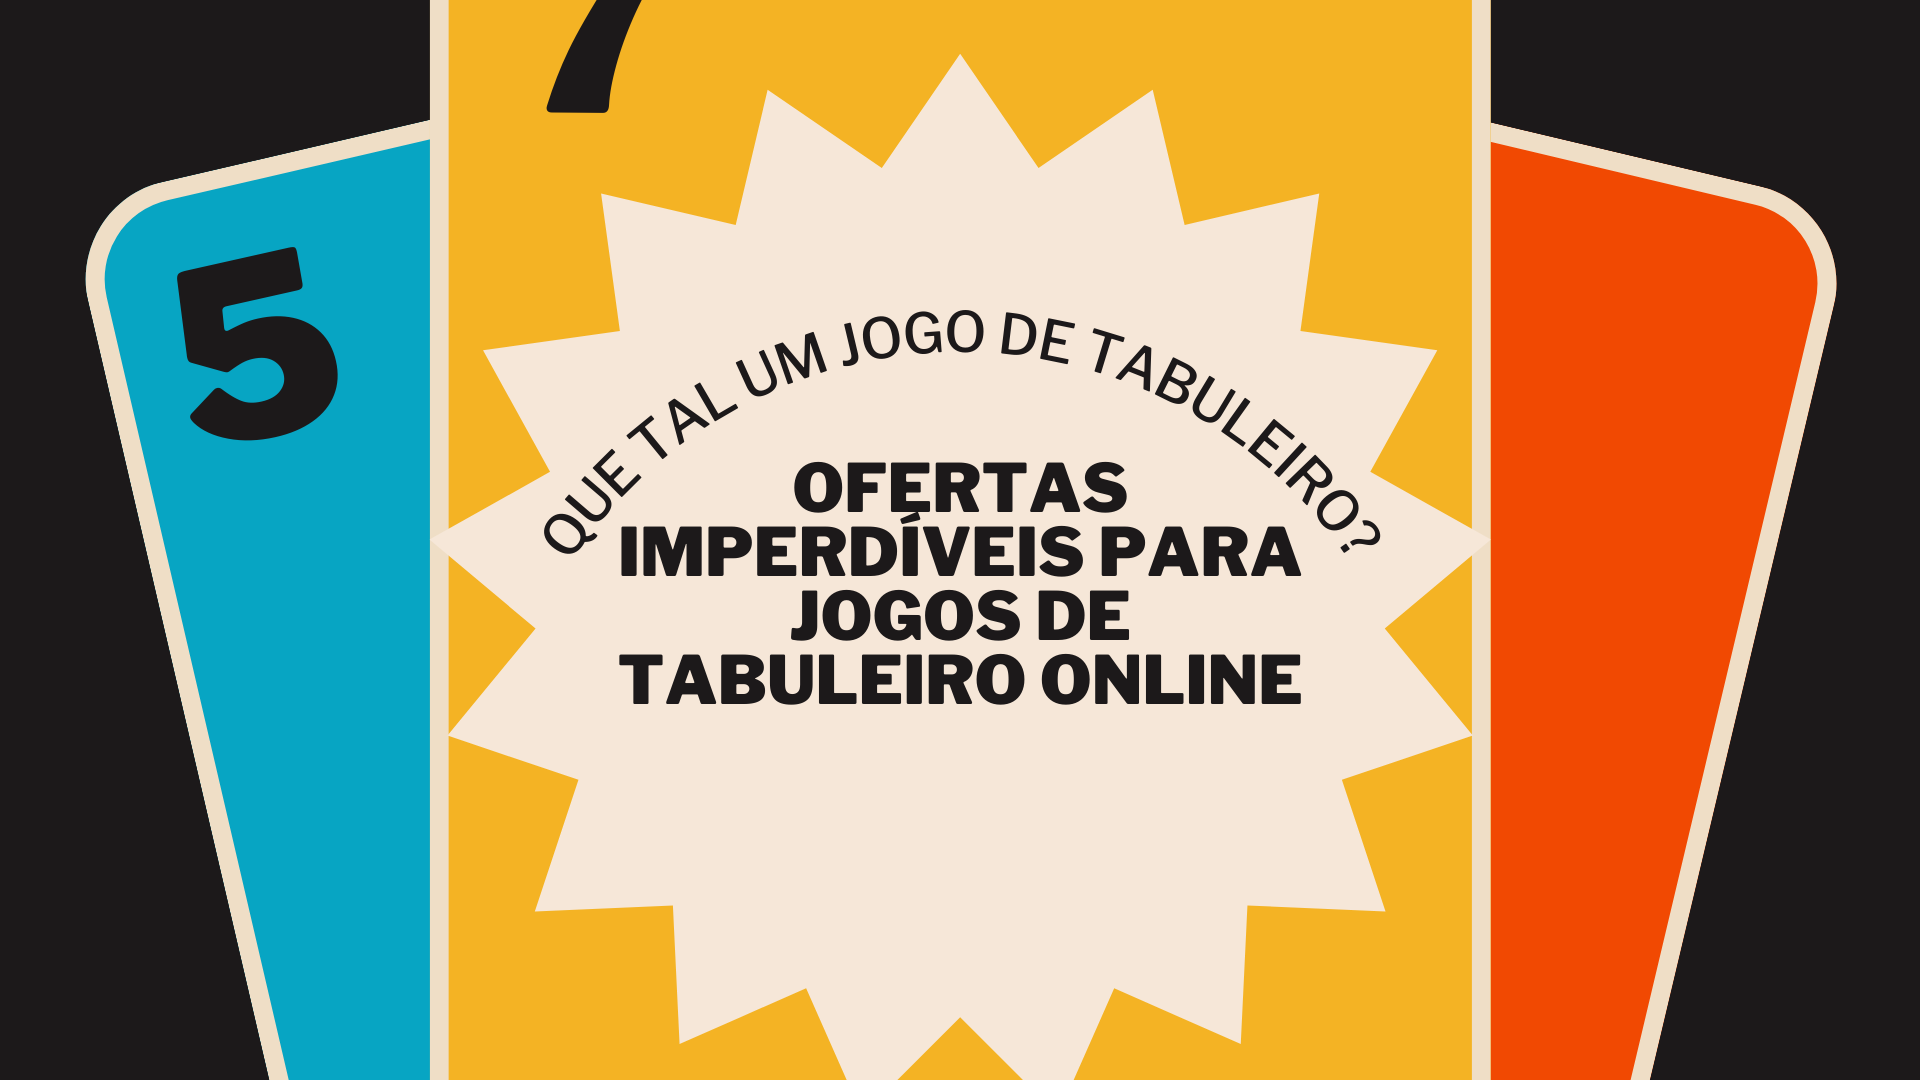 7
5
QUE TAL UM JOGO DE TABULEIRO?
OFERTAS
IMPERDÍVEIS PARA
JOGOS DE
TABULEIRO ONLINE